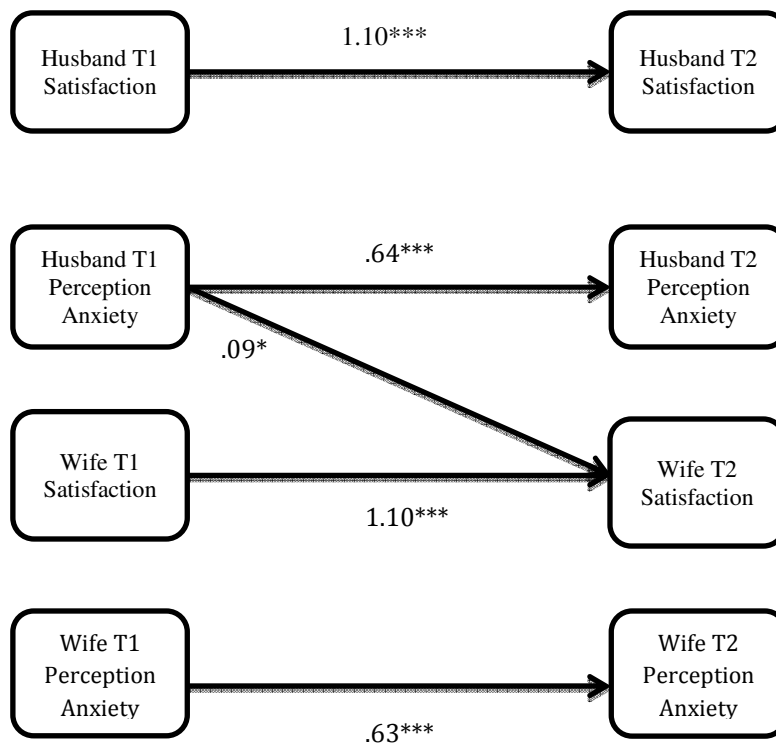 Husband T1
Satisfaction
1.10***
Husband T2
Satisfaction
Husband T1
Perception
Anxiety
.64***
Husband T2
Perception
Anxiety
.09*
Wife T1
Satisfaction
1.10***
Wife T2
Satisfaction
Wife T1
Perception
Anxiety
.63***
Wife T2
Perception
Anxiety